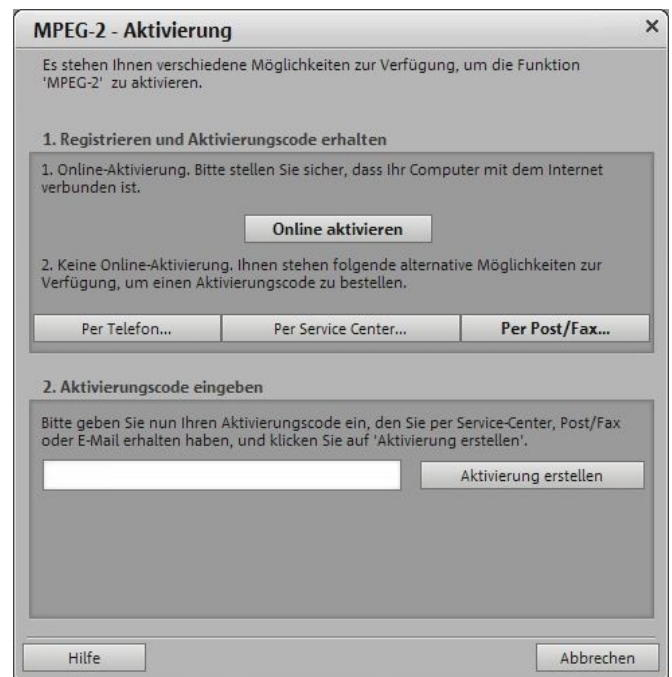 MPEG-2 - Aktivierung
Es stehen Ihnen verschiedene Möglichkeiten zur Verfügung, um die Funktion
'MPEG-2' zu aktivieren.
1. Registrieren und Aktivierungscode erhalten
1. Online-Aktivierung. Bitte stellen Sie sicher, dass Ihr Computer mit dem Internet
verbunden ist.
Online aktivieren
2. Keine Online-Aktivierung. Ihnen stehen folgende alternative Möglichkeiten zur
Verfügung, um einen Aktivierungscode zu bestellen.
Per Telefon... Per Service Center... Per Post/Fax...
2. Aktivierungscode eingeben
Bitte geben Sie nun Ihren Aktivierungscode ein, den Sie per Service-Center, Post/Fax
oder E-Mail erhalten haben, und klicken Sie auf 'Aktivierung erstellen'.
Aktivierung erstellen
Hilfe Abbrechen